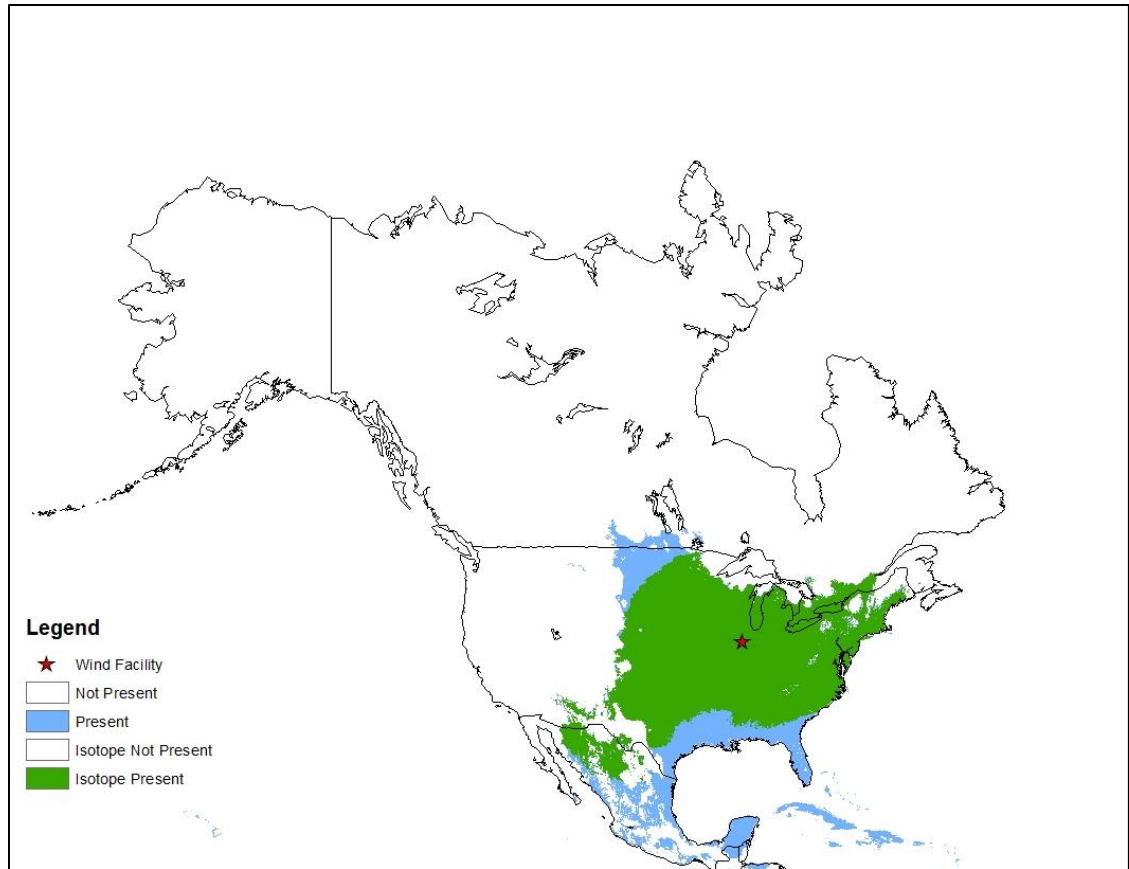 Legend
Wind Facility
Not Present
Present
Isotope Not Present
Isotope Present